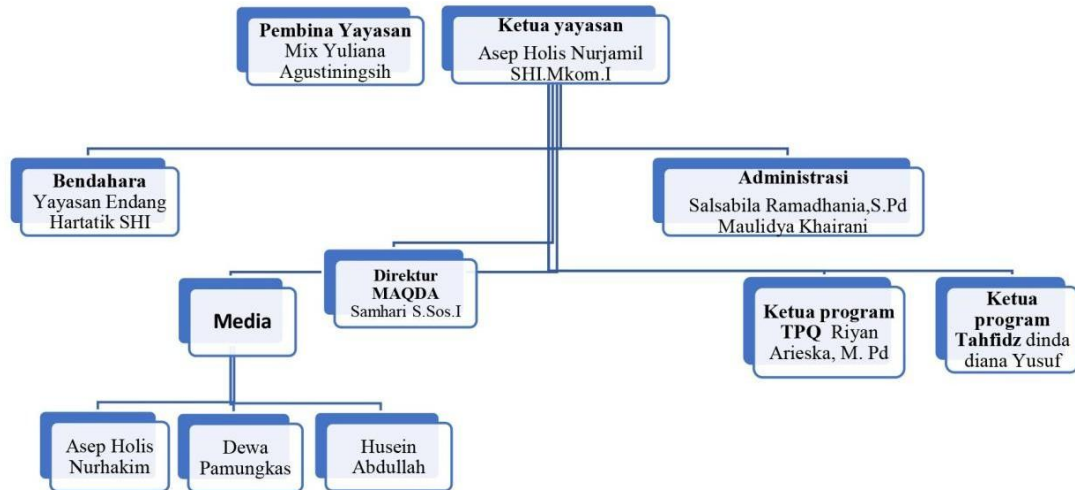 Pembina Yayasan
Mix Yuliana
Agustiningsih
Ketua yayasan
Asep Holis Nurjamil
SHI.Mkom.I
Bendahara
Yayasan Endang
Hartatik SHI
Administrasi
Salsabila Ramadhania,S.Pd
Maulidya Khairani
Direktur
MAQDA
Samhari S.Sos.I
Media
Ketua program
TPQ Riyan
Arieska, M. Pd
Ketua
program
Tahfidz dinda
diana Yusuf
Asep Holis
Nurhakim
Dewa
Pamungkas
Husein
Abdullah